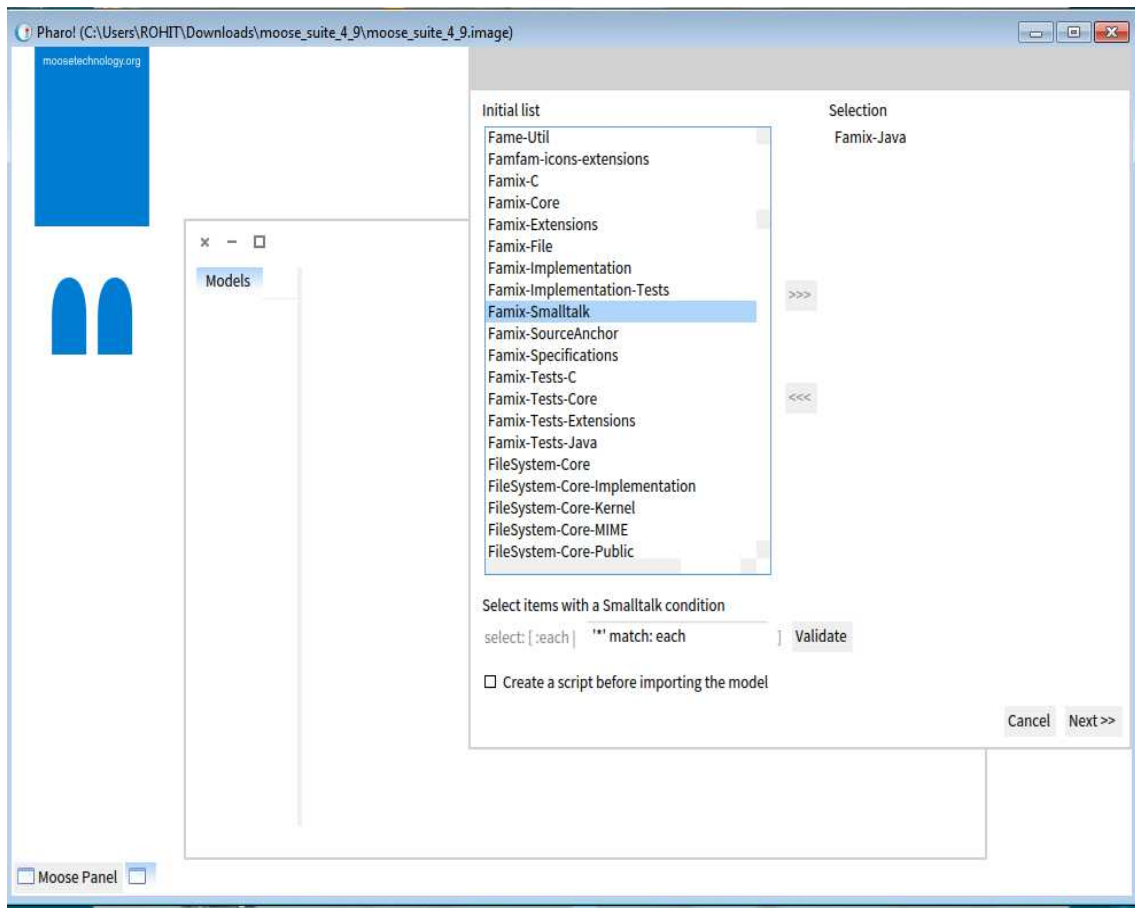 Pharo! (C:\Users\ROHIT\Downloads\moose_suite_4_9\moose_suite_4_9.image)
moosetechnology.org
Initial list
Selection
Fame-Util
Famfam-icons-extensions
Famix-C
Famix-Core
Famix-Extensions
Famix-File
Famix-Implementation
Famix-Implementation-Tests
Famix-Smalltalk
Famix-SourceAnchor
Famix-Specifications
Famix-Tests-C
Famix-Tests-Core
Famix-Tests-Extensions
Famix-Tests-Java
FileSystem-Core
FileSystem-Core-Implementation
FileSystem-Core-Kernel
FileSystem-Core-MIME
FileSystem-Core-Public
Famix-Java
>>>
<<<
x – □
Models
Select items with a Smalltalk condition
select: [ :each | '*' match: each ] Validate
Create a script before importing the model
Cancel Next >>
Moose Panel